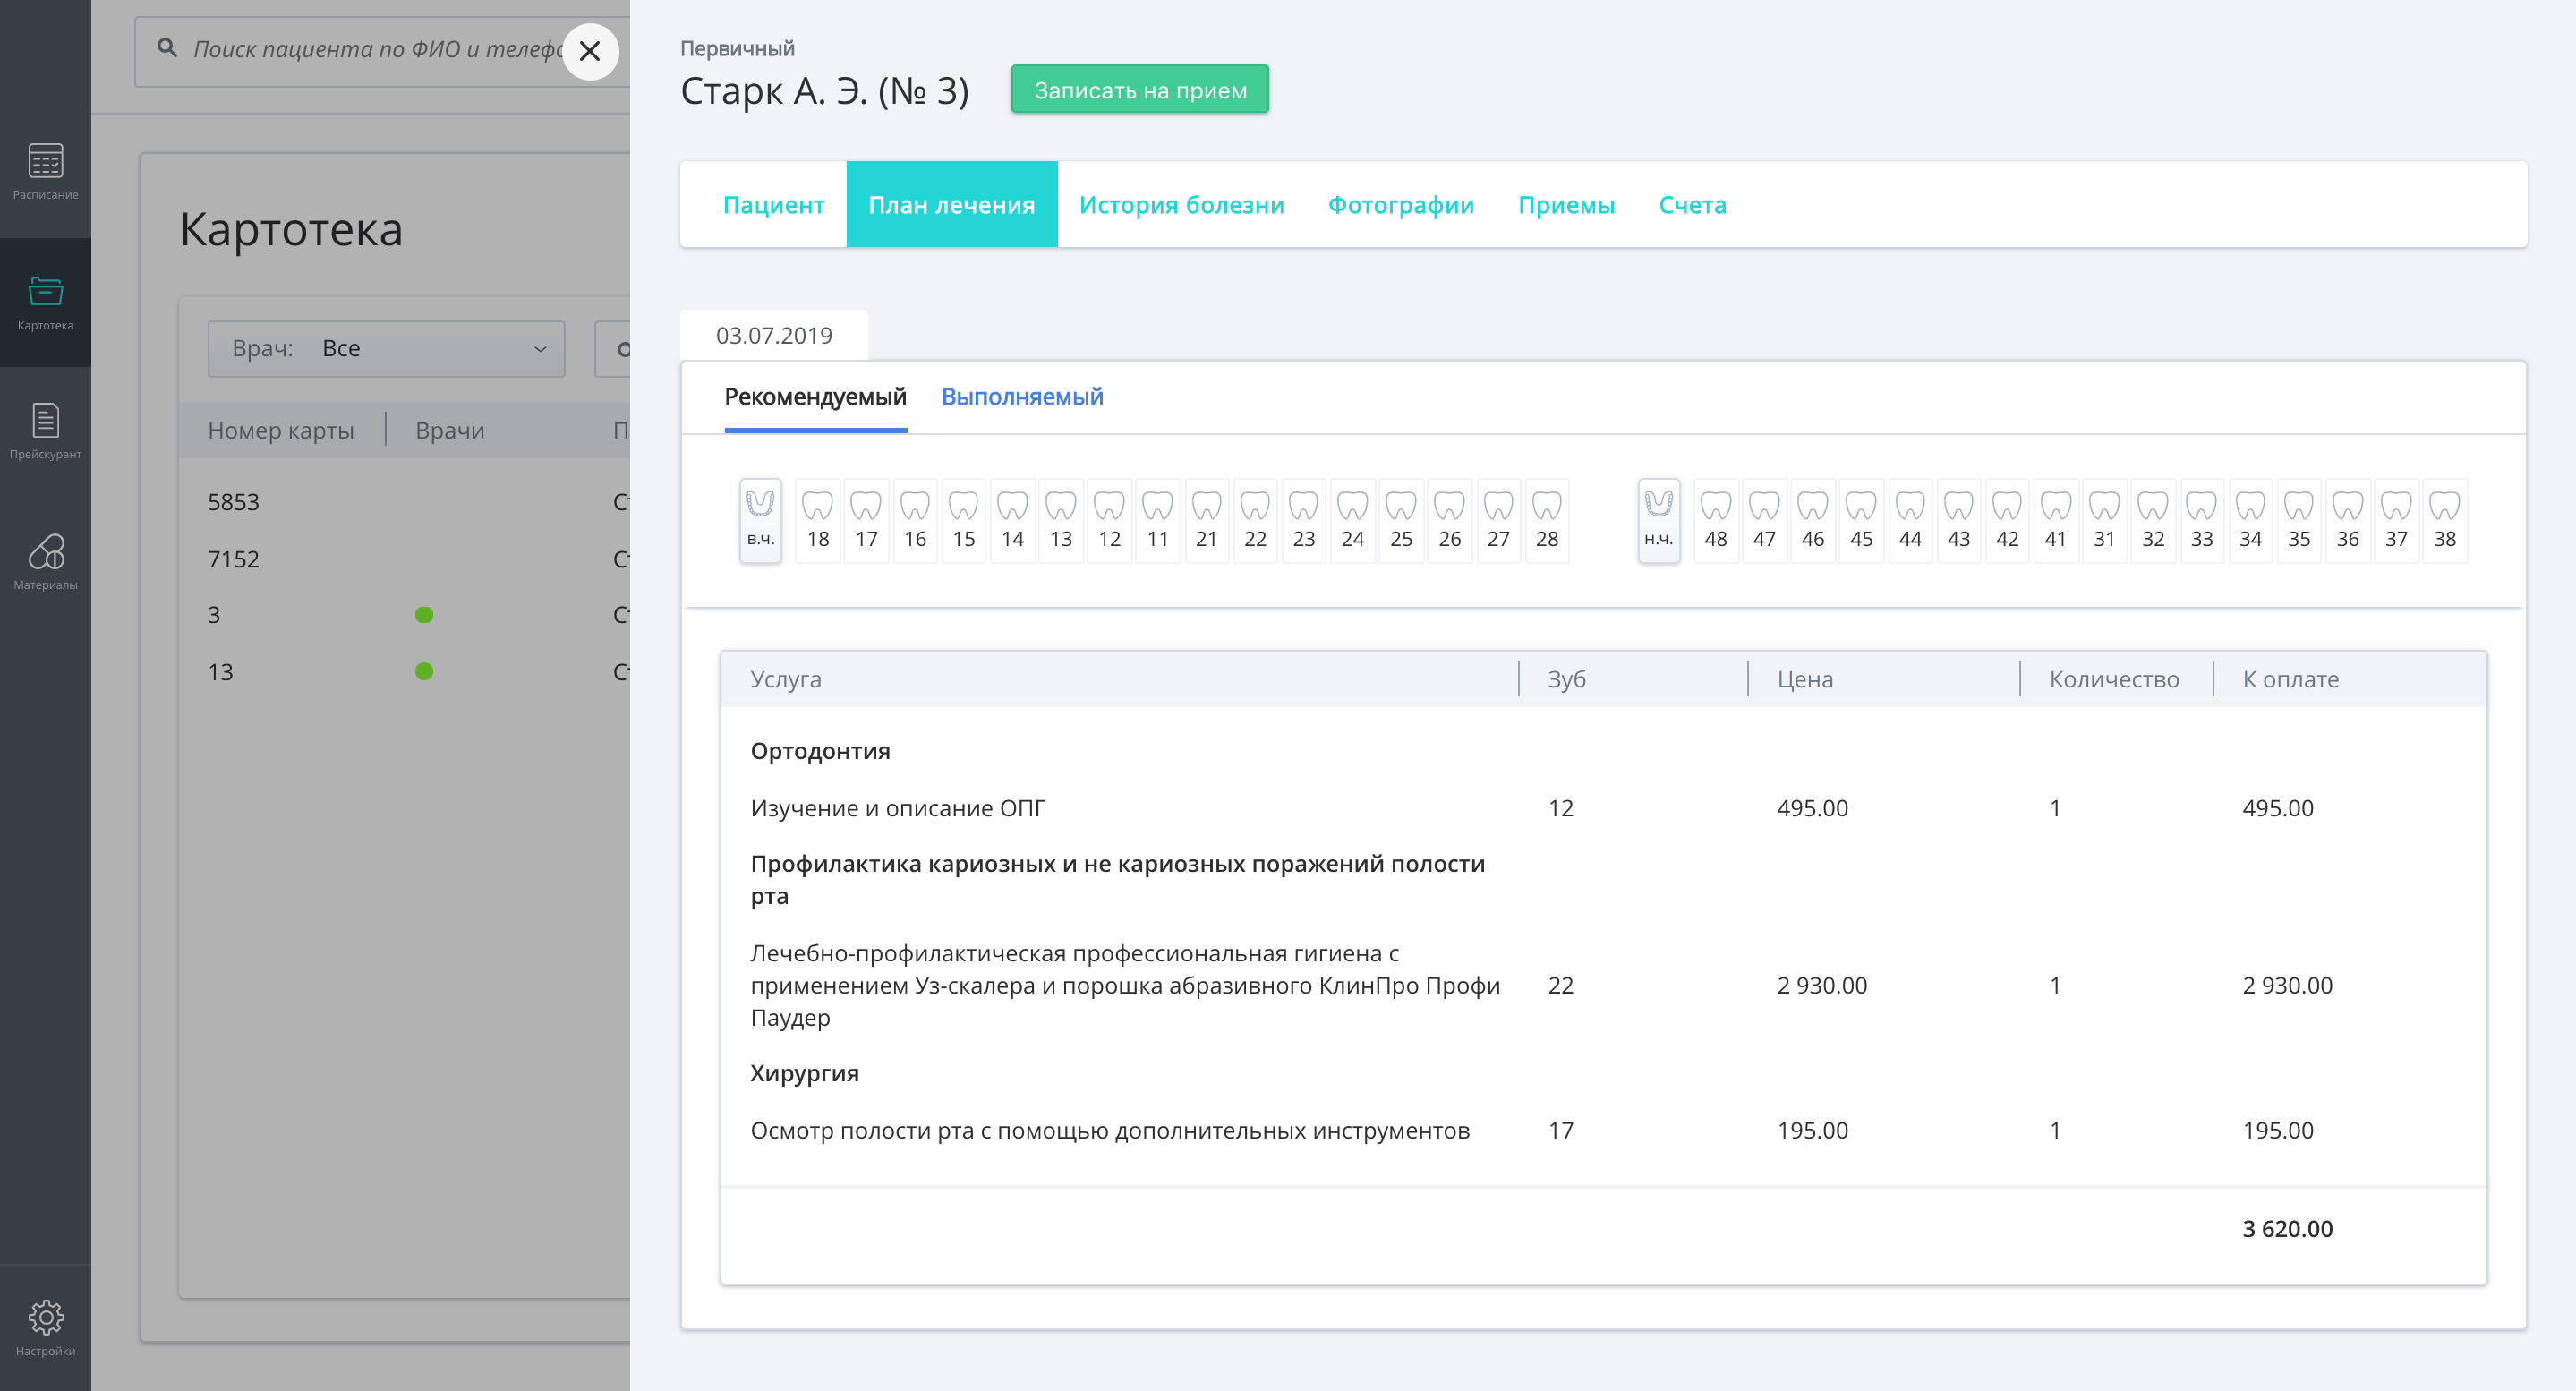 Расписание
Картотека
Прейскурант
Материалы
Настройки
Поиск пациента по ФИО и
Картотека
Врач: Все
Номер карты Врачи
5853
7152
3
13
Первичный
Старк А. Э. (№ 3) Записать на прием
Пациент План лечения История болезни Фотографии Приемы Счета
03.07.2019
Рекомендуемый Выполняемый
в.ч. 18 17 16 15 14 13 12 11 21 22 23 24 25 26 27 28 н.ч. 48 47 46 45 44 43 42 41 31 32 33 34 35 36 37 38
Услуга Зуб Цена Количество К оплате
Ортодонтия
Изучение и описание ОПГ 12 495.00 1 495.00
Профилактика кариозных и не кариозных поражений полости
рта
Лечебно-профилактическая профессиональная гигиена с
применением Уз-скалера и порошка абразивного КлинПро Профи 22 2 930.00 1 2 930.00
Паудер
Хирургия
Осмотр полости рта с помощью дополнительных инструментов 17 195.00 1 195.00
3 620.00